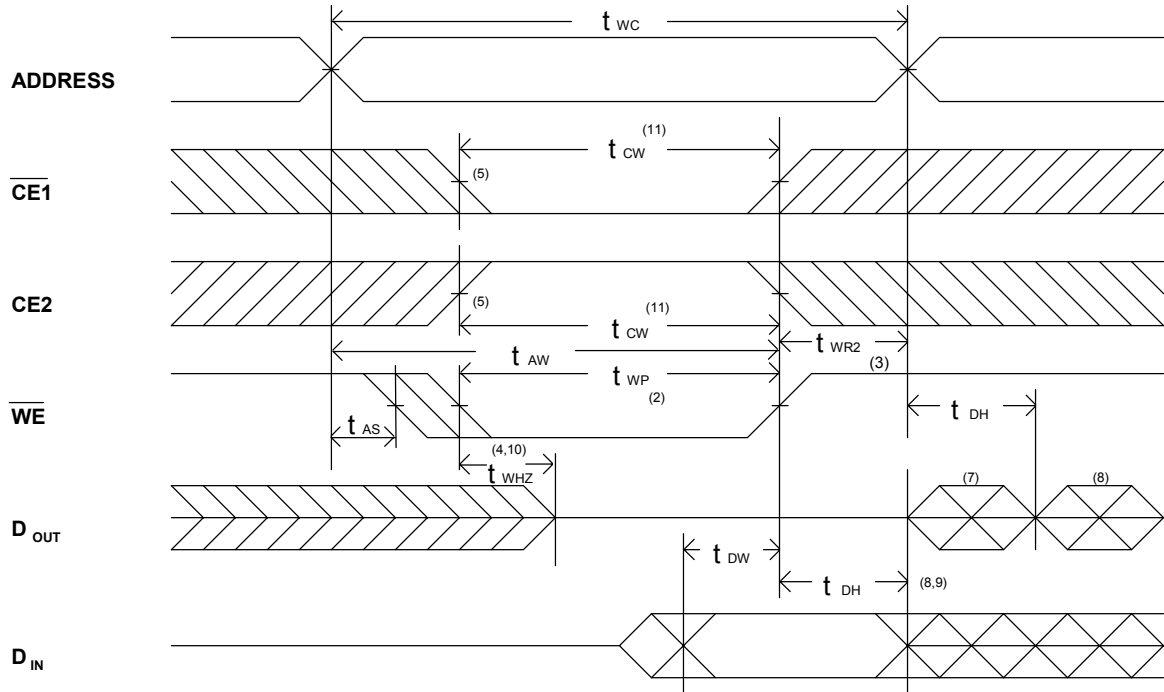 t WC
ADDRESS
(11)
t CW
CE1
(5)
CE2
(5)
(11)
t CW
t AW
t WR2
t WP
(3)
(2)
WE
t AS
t DH
(4,10)
t WHZ
(7)
(8)
D OUT
t DW
t DH
(8,9)
D IN